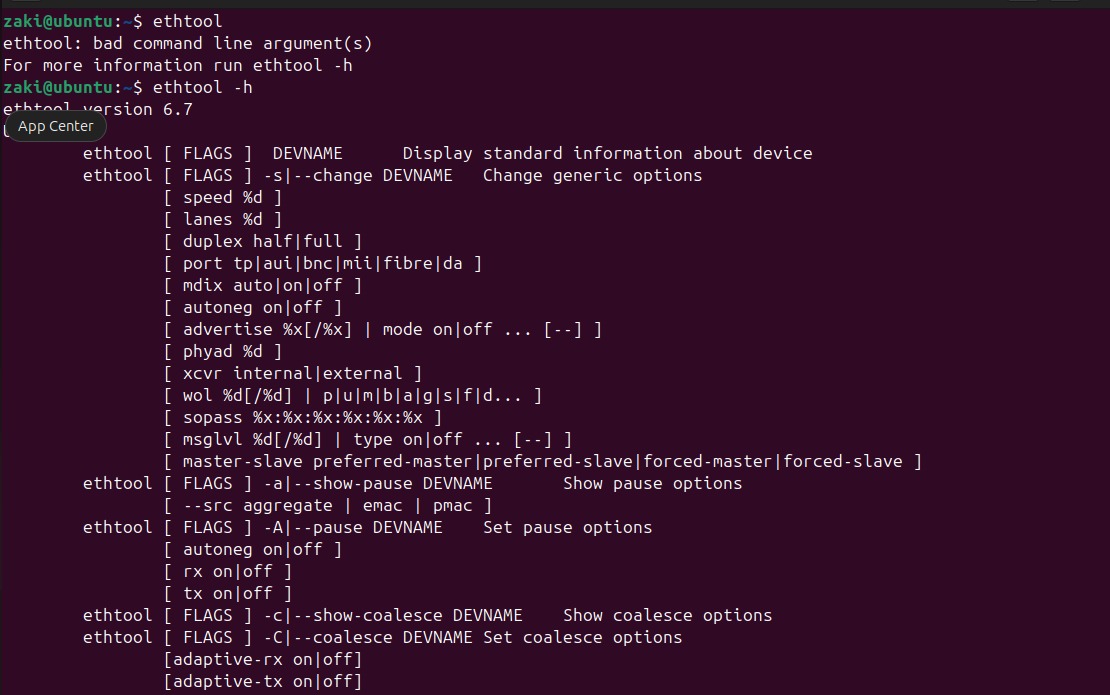 zaki@ubuntu:~$ ethtool
ethtool: bad command line argument(s)
For more information run ethtool -h
zaki@ubuntu:~$ ethtool -h
ethtool version 6.7
App Center
ethtool [ FLAGS ]  DEVNAME      Display standard information about device
ethtool [ FLAGS ] -s|--change DEVNAME   Change generic options
[ speed %d ]
[ lanes %d ]
[ duplex half|full ]
[ port tp|aui|bnc|mii|fibre|da ]
[ mdix auto|on|off ]
[ autoneg on|off ]
[ advertise %x[/%x] | mode on|off ... [--] ]
[ phyad %d ]
[ xcvr internal|external ]
[ wol %d[/%d] | p|u|m|b|a|g|s|f|d... ]
[ sopass %x:%x:%x:%x:%x:%x ]
[ msglvl %d[/%d] | type on|off ... [--] ]
[ master-slave preferred-master|preferred-slave|forced-master|forced-slave ]
ethtool [ FLAGS ] -a|--show-pause DEVNAME       Show pause options
[ --src aggregate | emac | pmac ]
ethtool [ FLAGS ] -A|--pause DEVNAME    Set pause options
[ autoneg on|off ]
[ rx on|off ]
[ tx on|off ]
ethtool [ FLAGS ] -c|--show-coalesce DEVNAME    Show coalesce options
ethtool [ FLAGS ] -C|--coalesce DEVNAME Set coalesce options
[adaptive-rx on|off]
[adaptive-tx on|off]